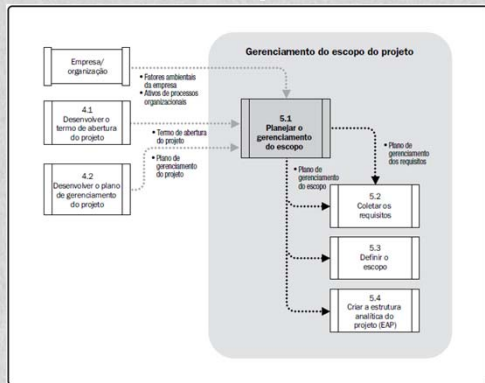 Gerenciamento do escopo do projeto
Empresa/
organização
• Fatores ambientais
da empresa
• Ativos de processos
organizacionais
4.1
Desenvolver o
termo de abertura
do projeto
5.1
Planejar o
gerenciamento
do escopo
• Termo de abertura
do projeto
• Plano de
gerenciamento
do projeto
• Plano de
gerenciamento
dos requisitos
4.2
Desenvolver o plano
de gerenciamento
do projeto
• Plano de
gerenciamento
do escopo
5.2
Coletar os
requisitos
5.3
Definir o
escopo
5.4
Criar a estrutura
analítica do
projeto (EAP)